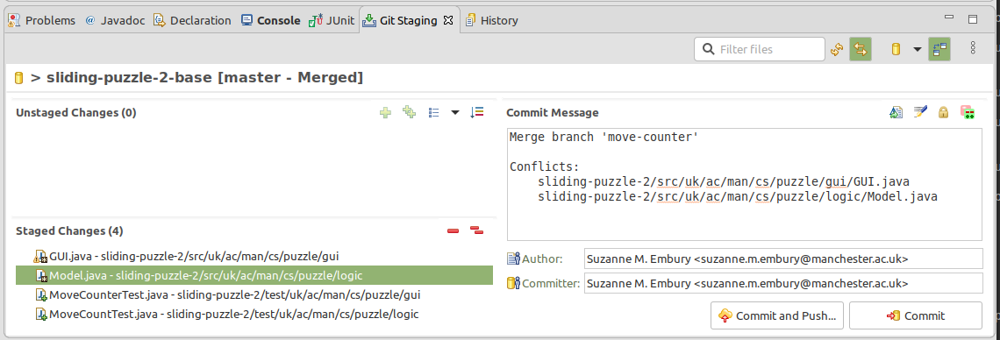 Problems @ Javadoc Declaration Console JUnit Git Staging History
Filter files
> sliding-puzzle-2-base [master - Merged]
Unstaged Changes (0)
Commit Message
Merge branch 'move-counter'
Conflicts:
sliding-puzzle-2/src/uk/ac/man/cs/puzzle/gui/GUI.java
sliding-puzzle-2/src/uk/ac/man/cs/puzzle/logic/Model.java
Staged Changes (4)
GUI.java - sliding-puzzle-2/src/uk/ac/man/cs/puzzle/gui
Model.java - sliding-puzzle-2/src/uk/ac/man/cs/puzzle/logic
MoveCounterTest.java - sliding-puzzle-2/test/uk/ac/man/cs/puzzle/gui
MoveCountTest.java - sliding-puzzle-2/test/uk/ac/man/cs/puzzle/logic
Author: Suzanne M. Embury <suzanne.m.embury@manchester.ac.uk>
Committer: Suzanne M. Embury <suzanne.m.embury@manchester.ac.uk>
Commit and Push... Commit